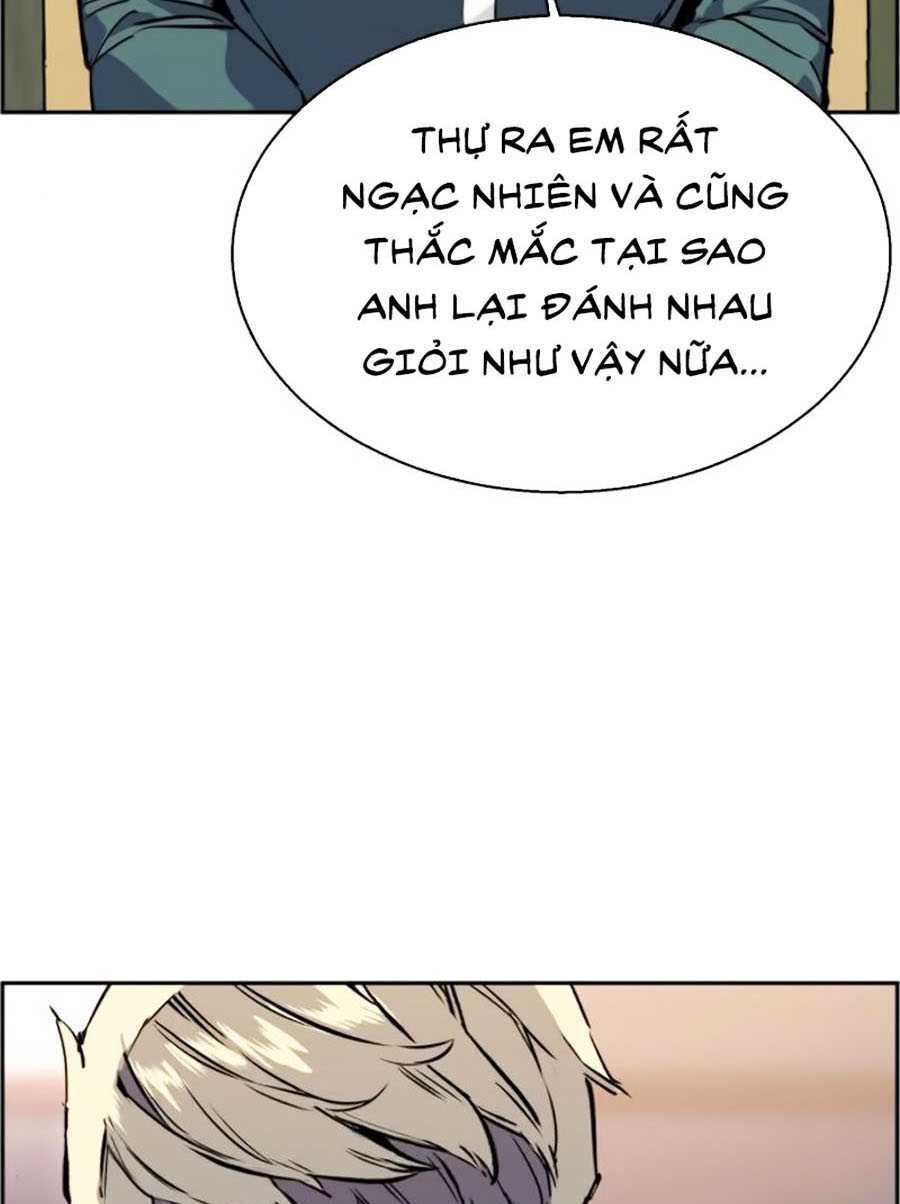 THỰ RA EM RẤT
NGẠC NHIÊN VÀ CŨNG
THẮC MẮC TẠI SAO
ANH LẠI ĐÁNH NHAU
GIỎI NHƯ VẬY NỮA...